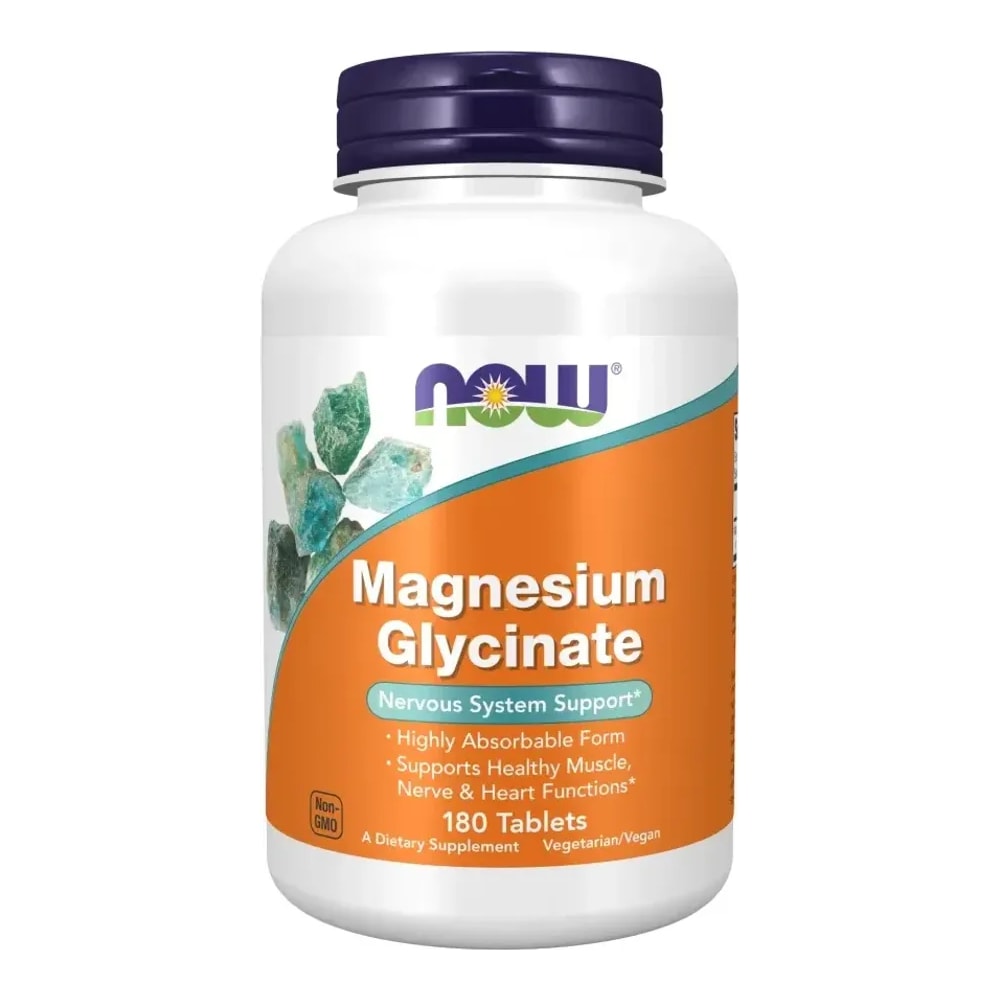 NOW®
Magnesium
Glycinate
Nervous System Support*
• Highly Absorbable Form
• Supports Healthy Muscle,
Nerve & Heart Functions*
Non-
GMO
180 Tablets
A Dietary Supplement Vegetarian/Vegan